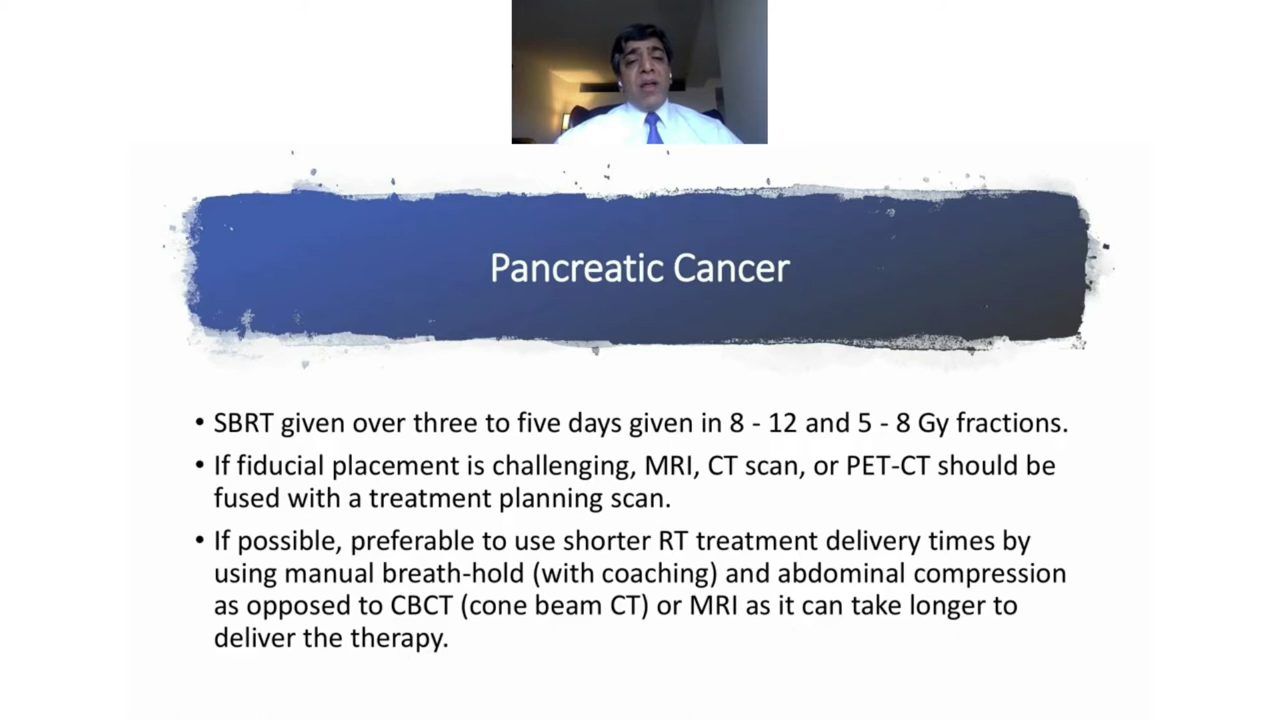 Pancreatic Cancer
• SBRT given over three to five days given in 8 - 12 and 5 - 8 Gy fractions.
• If fiducial placement is challenging, MRI, CT scan, or PET-CT should be
fused with a treatment planning scan.
• If possible, preferable to use shorter RT treatment delivery times by
using manual breath-hold (with coaching) and abdominal compression
as opposed to CBCT (cone beam CT) or MRI as it can take longer to
deliver the therapy.